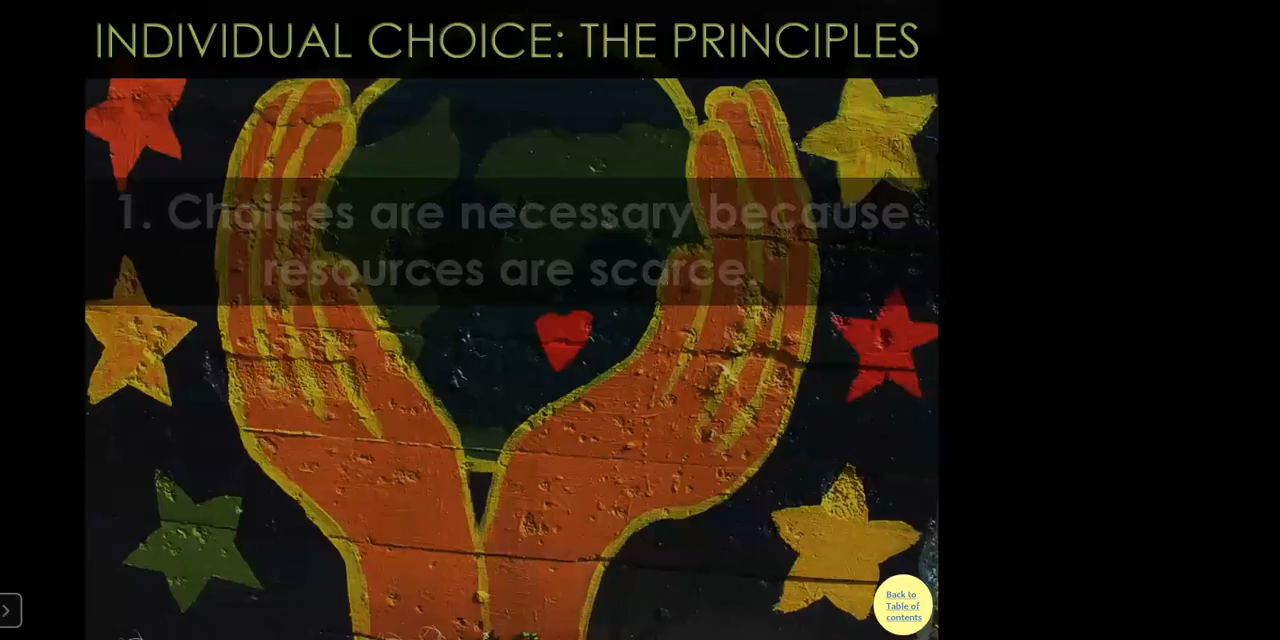 INDIVIDUAL CHOICE: THE PRINCIPLES
1. Choices are necessary because
resources are scarce.
Back to
Table of
contents